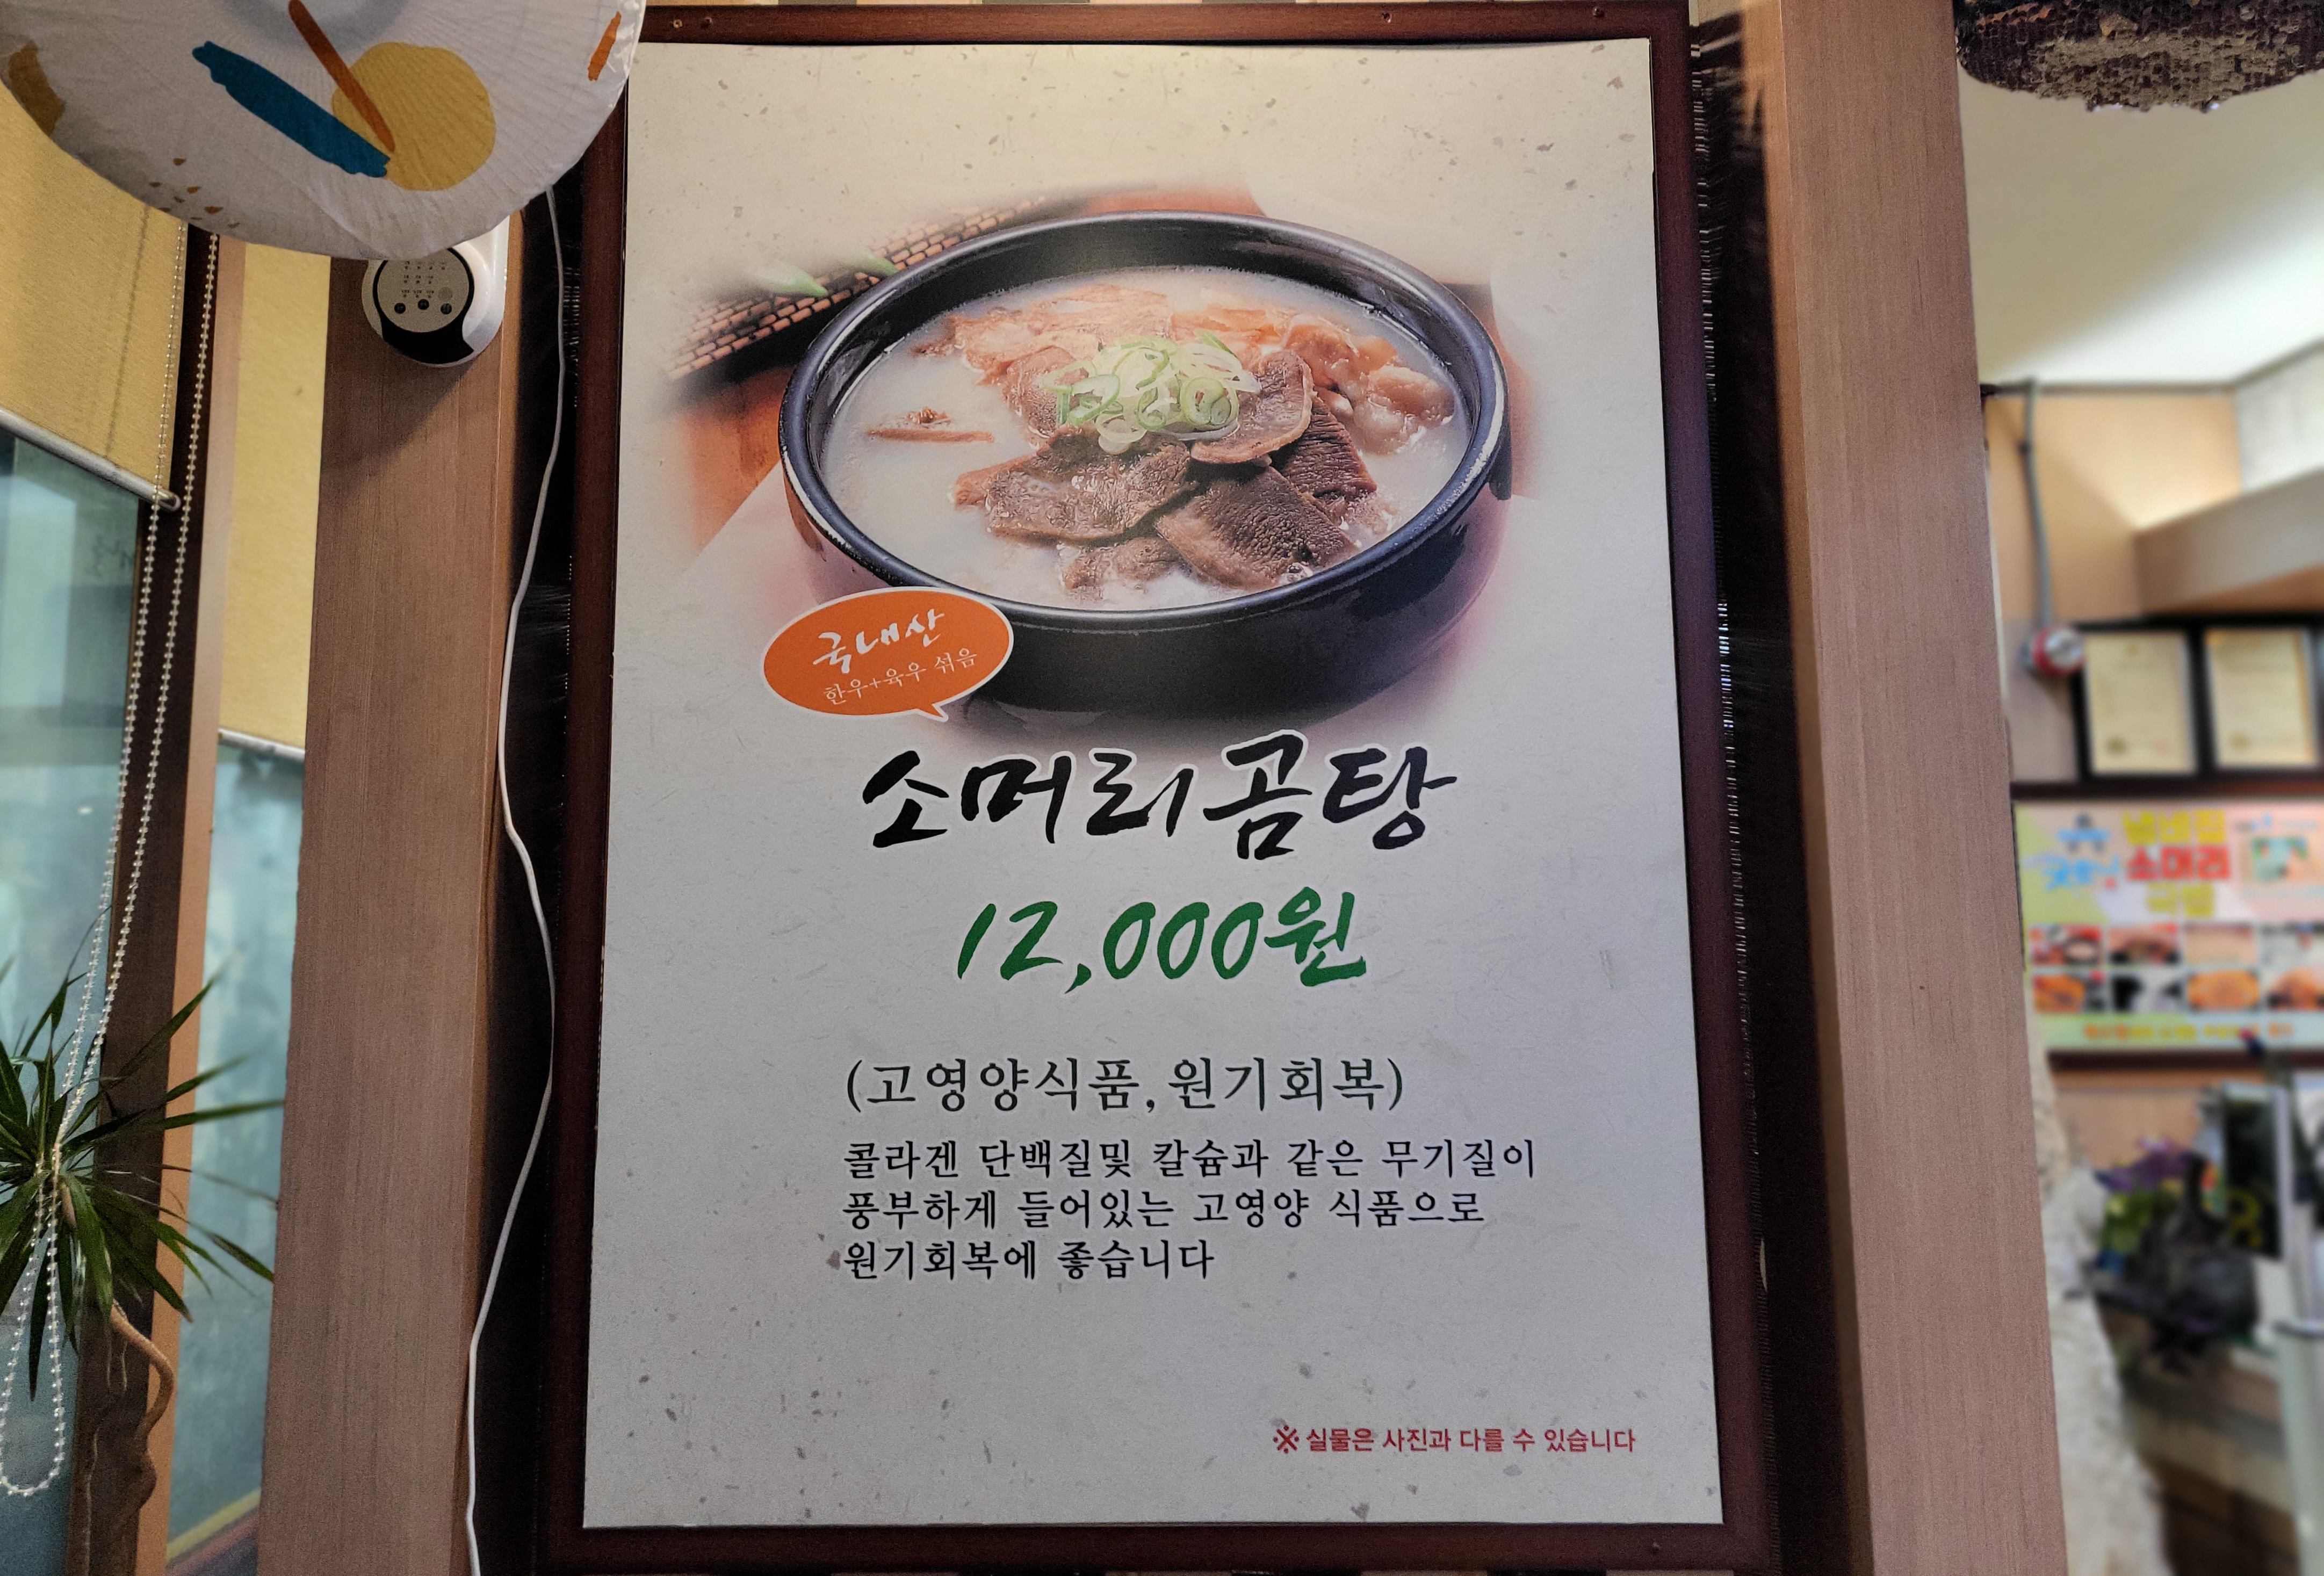 국내산
한우+육우 섞음
소머리곰탕
12,000원
(고영양식품,원기회복)
콜라겐 단백질및 칼슘과 같은 무기질이
풍부하게 들어있는 고영양 식품으로
원기회복에 좋습니다
※ 실물은 사진과 다를 수 있습니다
소머리